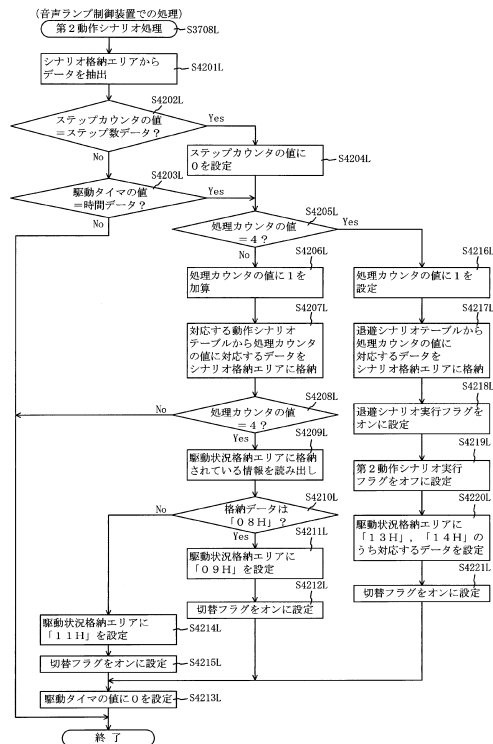 (音声ランプ制御装置での処理)
第2動作シナリオ処理
S3708L
シナリオ格納エリアから
データを抽出
S4201L
S4202L
ステップカウンタの値
=ステップ数データ?
Yes
No
ステップカウンタの値に
0を設定
S4204L
S4203L
駆動タイマの値
=時間データ?
Yes
No
S4205L
処理カウンタの値
=4?
Yes
No
S4206L
処理カウンタの値に1を
加算
S4216L
処理カウンタの値に1を
設定
S4207L
対応する動作シナリオ
テーブルから処理カウンタ
の値に対応するデータを
シナリオ格納エリアに格納
S4217L
退避シナリオテーブルから
処理カウンタの値に
対応するデータを
シナリオ格納エリアに格納
S4208L
処理カウンタの値
=4?
No
Yes
S4218L
退避シナリオ実行フラグを
オンに設定
S4209L
駆動状況格納エリアに格納
されている情報を読み出し
S4219L
第2動作シナリオ実行
フラグをオフに設定
S4210L
格納データは
「08H」?
No
Yes
S4220L
駆動状況格納エリアに
「13H」,「14H」の
うち対応するデータを設定
S4211L
駆動状況格納エリアに
「09H」を設定
S4221L
切替フラグをオンに設定
S4212L
切替フラグをオンに設定
駆動状況格納エリアに
「11H」を設定
S4214L
切替フラグをオンに設定
S4215L
駆動タイマの値に0を設定
S4213L
終了